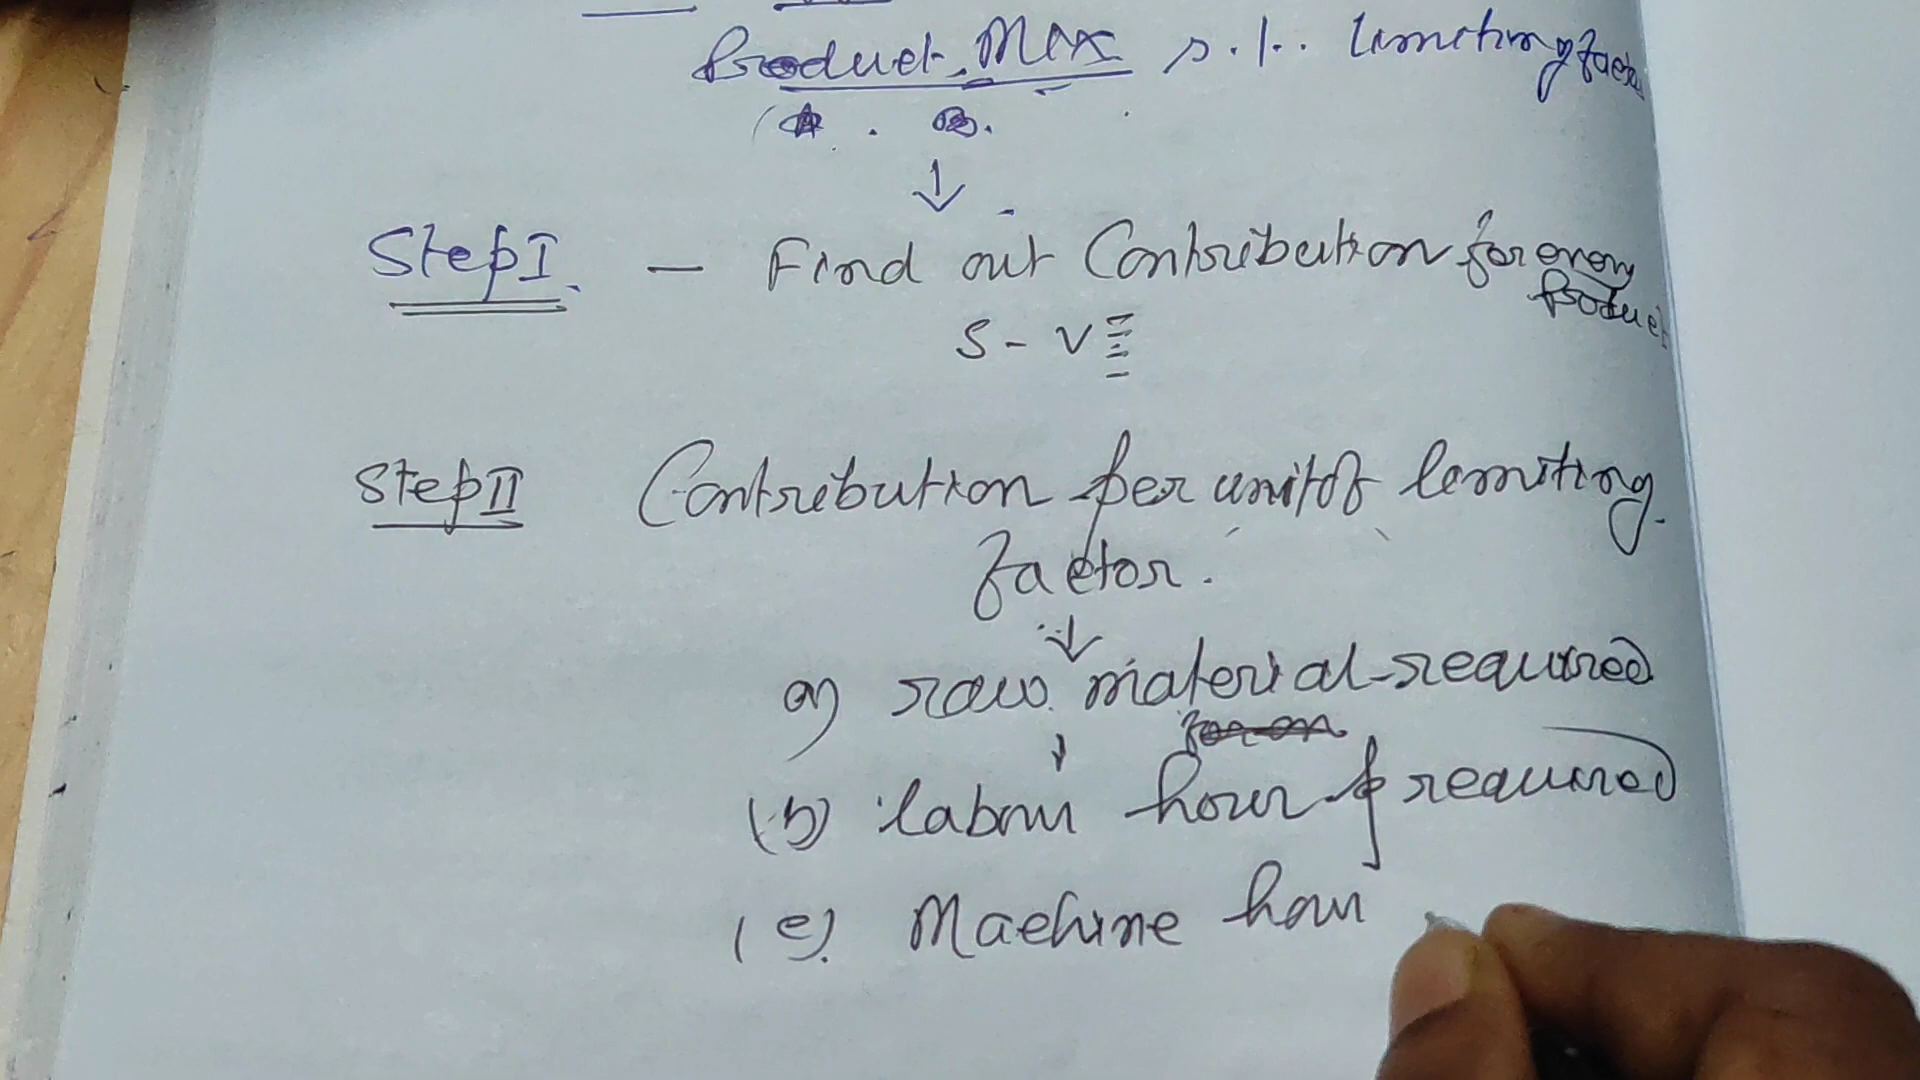 Product Mix s.t. limiting factor
(A . B.
Step I. — Find out Contribution for every
Product
S - V
Step II Contribution per unit of limiting
factor.
a) raw material required
(b) labour hour required
(c). Machine hour